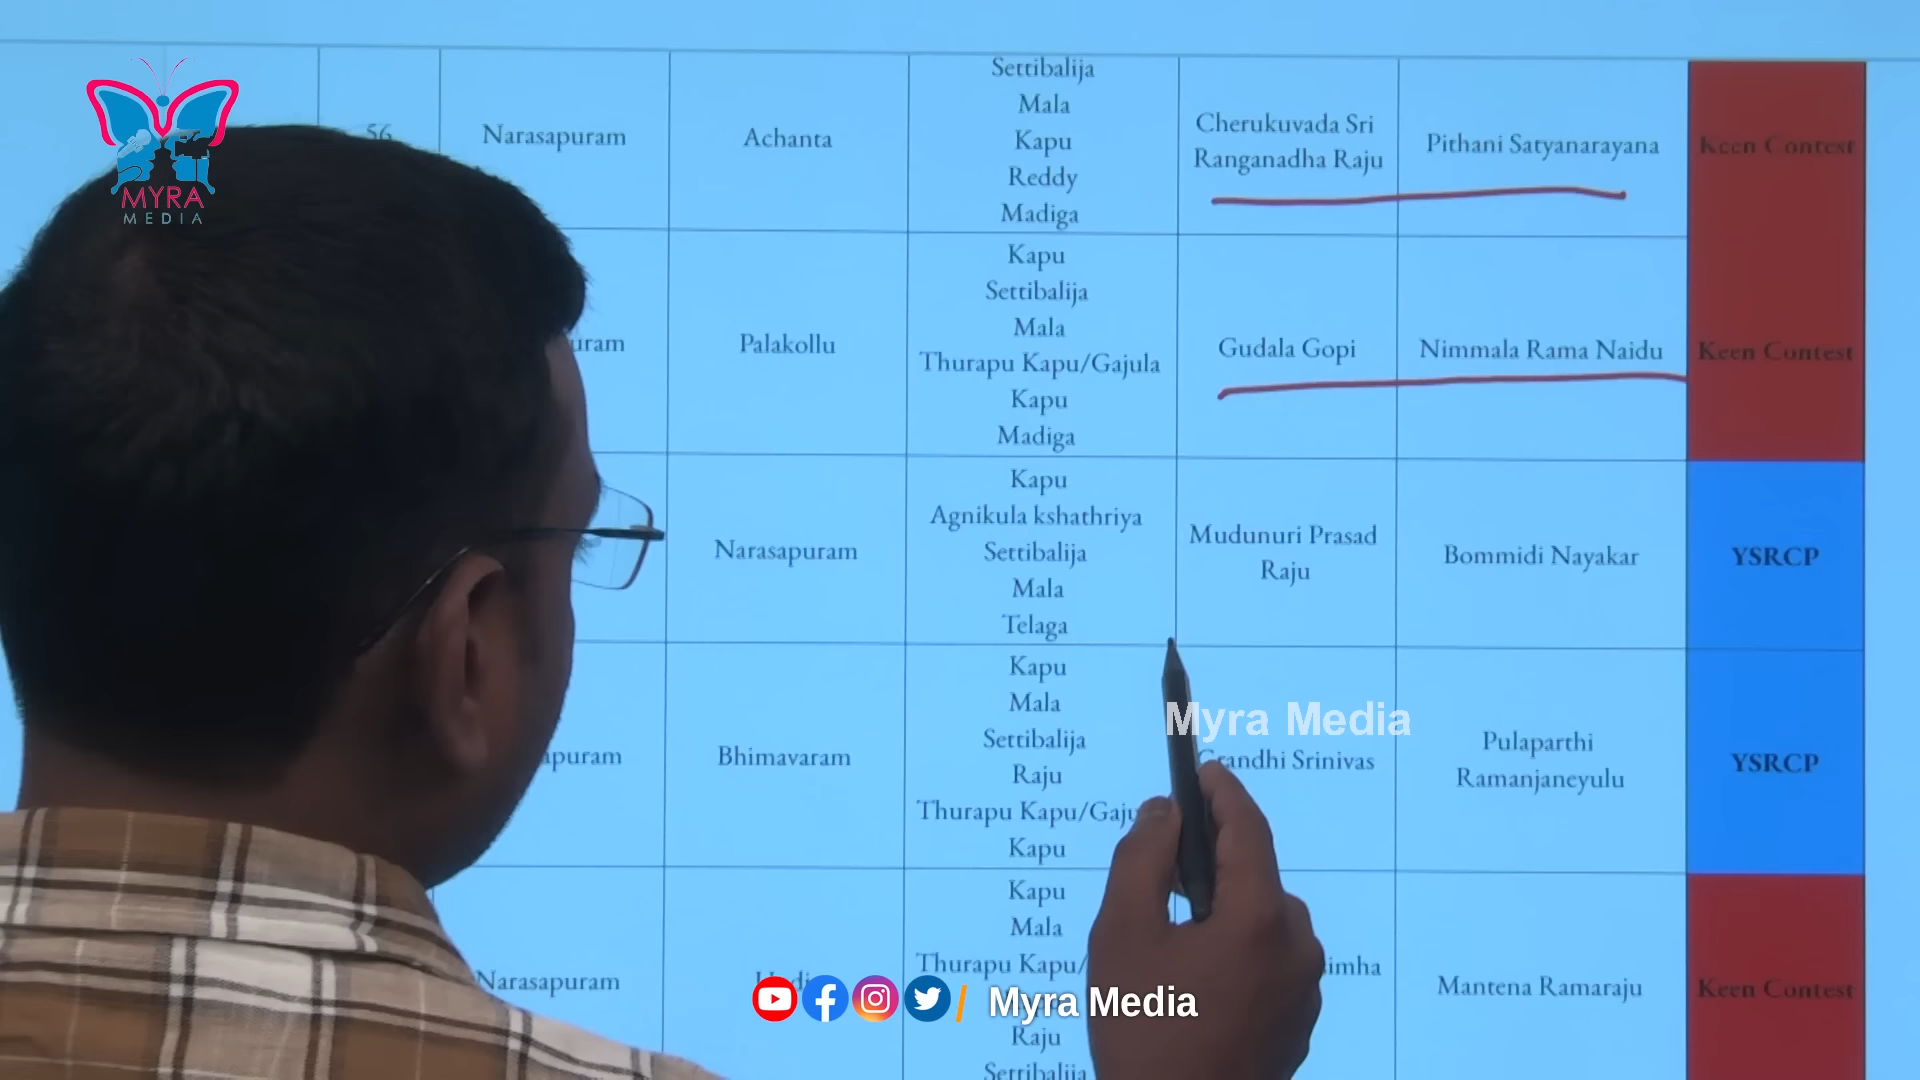 MYRA
MEDIA
56
Narasapuram
Achanta
Settibalija
Mala
Kapu
Reddy
Madiga
Cherukuvada Sri
Ranganadha Raju
Pithani Satyanarayana
Keen Contest
uram
Palakollu
Kapu
Settibalija
Mala
Thurapu Kapu/Gajula
Kapu
Madiga
Gudala Gopi
Nimmala Rama Naidu
Keen Contest
Narasapuram
Kapu
Agnikula kshathriya
Settibalija
Mala
Telaga
Mudunuri Prasad
Raju
Bommidi Nayakar
YSRCP
apuram
Bhimavaram
Kapu
Mala
Settibalija
Raju
Thurapu Kapu/Gaju
Kapu
Myra Media
Grandhi Srinivas
Pulaparthi
Ramanjaneyulu
YSRCP
Narasapuram
Kapu
Mala
Thurapu Kapu/
Raju
Settibalija
imha
Mantena Ramaraju
Keen Contest
/ Myra Media